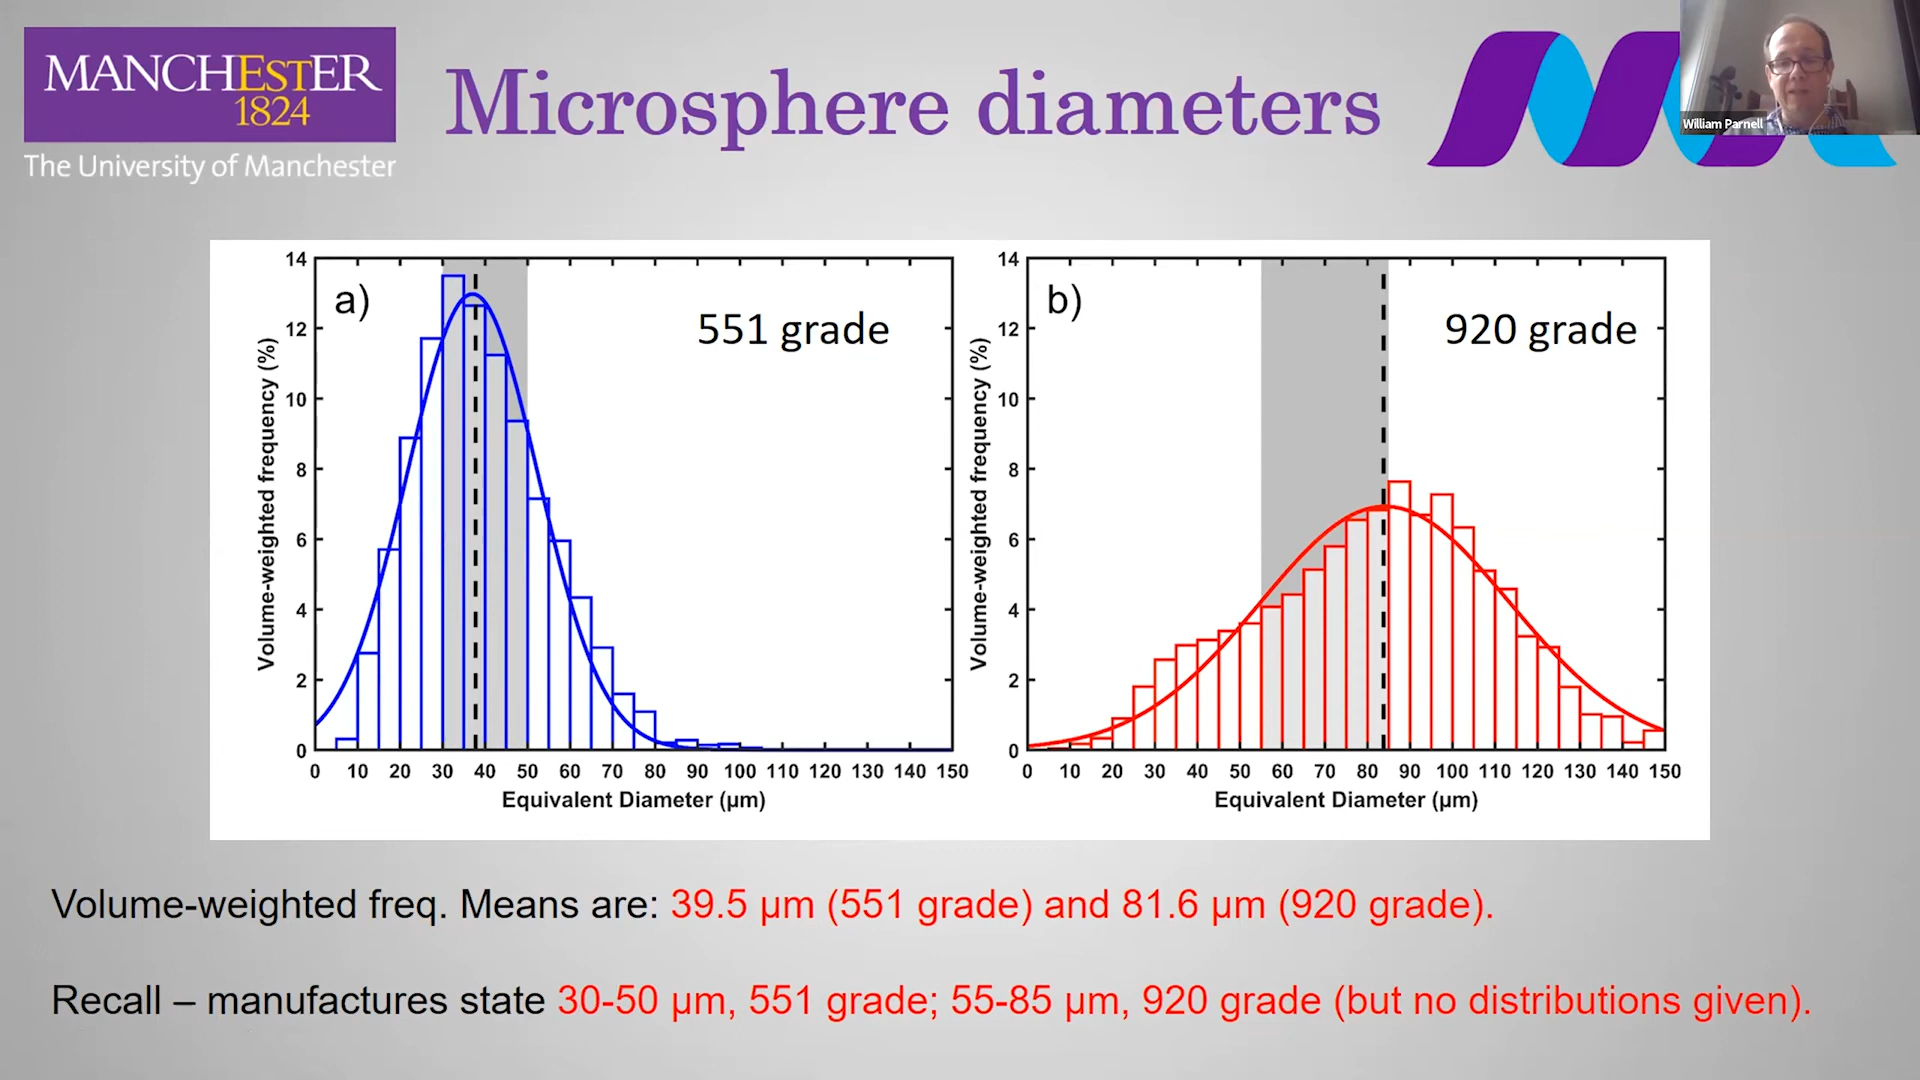 MANCHESTER
1824
The University of Manchester
Microsphere diameters
William Parnell
a)
551 grade
Volume-weighted frequency (%)
14
12
10
8
6
4
2
0
0 10 20 30 40 50 60 70 80 90 100 110 120 130 140 150
Equivalent Diameter (µm)
b)
920 grade
Volume-weighted frequency (%)
14
12
10
8
6
4
2
0
0 10 20 30 40 50 60 70 80 90 100 110 120 130 140 150
Equivalent Diameter (µm)
Volume-weighted freq. Means are: 39.5 µm (551 grade) and 81.6 µm (920 grade).
Recall – manufactures state 30-50 µm, 551 grade; 55-85 µm, 920 grade (but no distributions given).